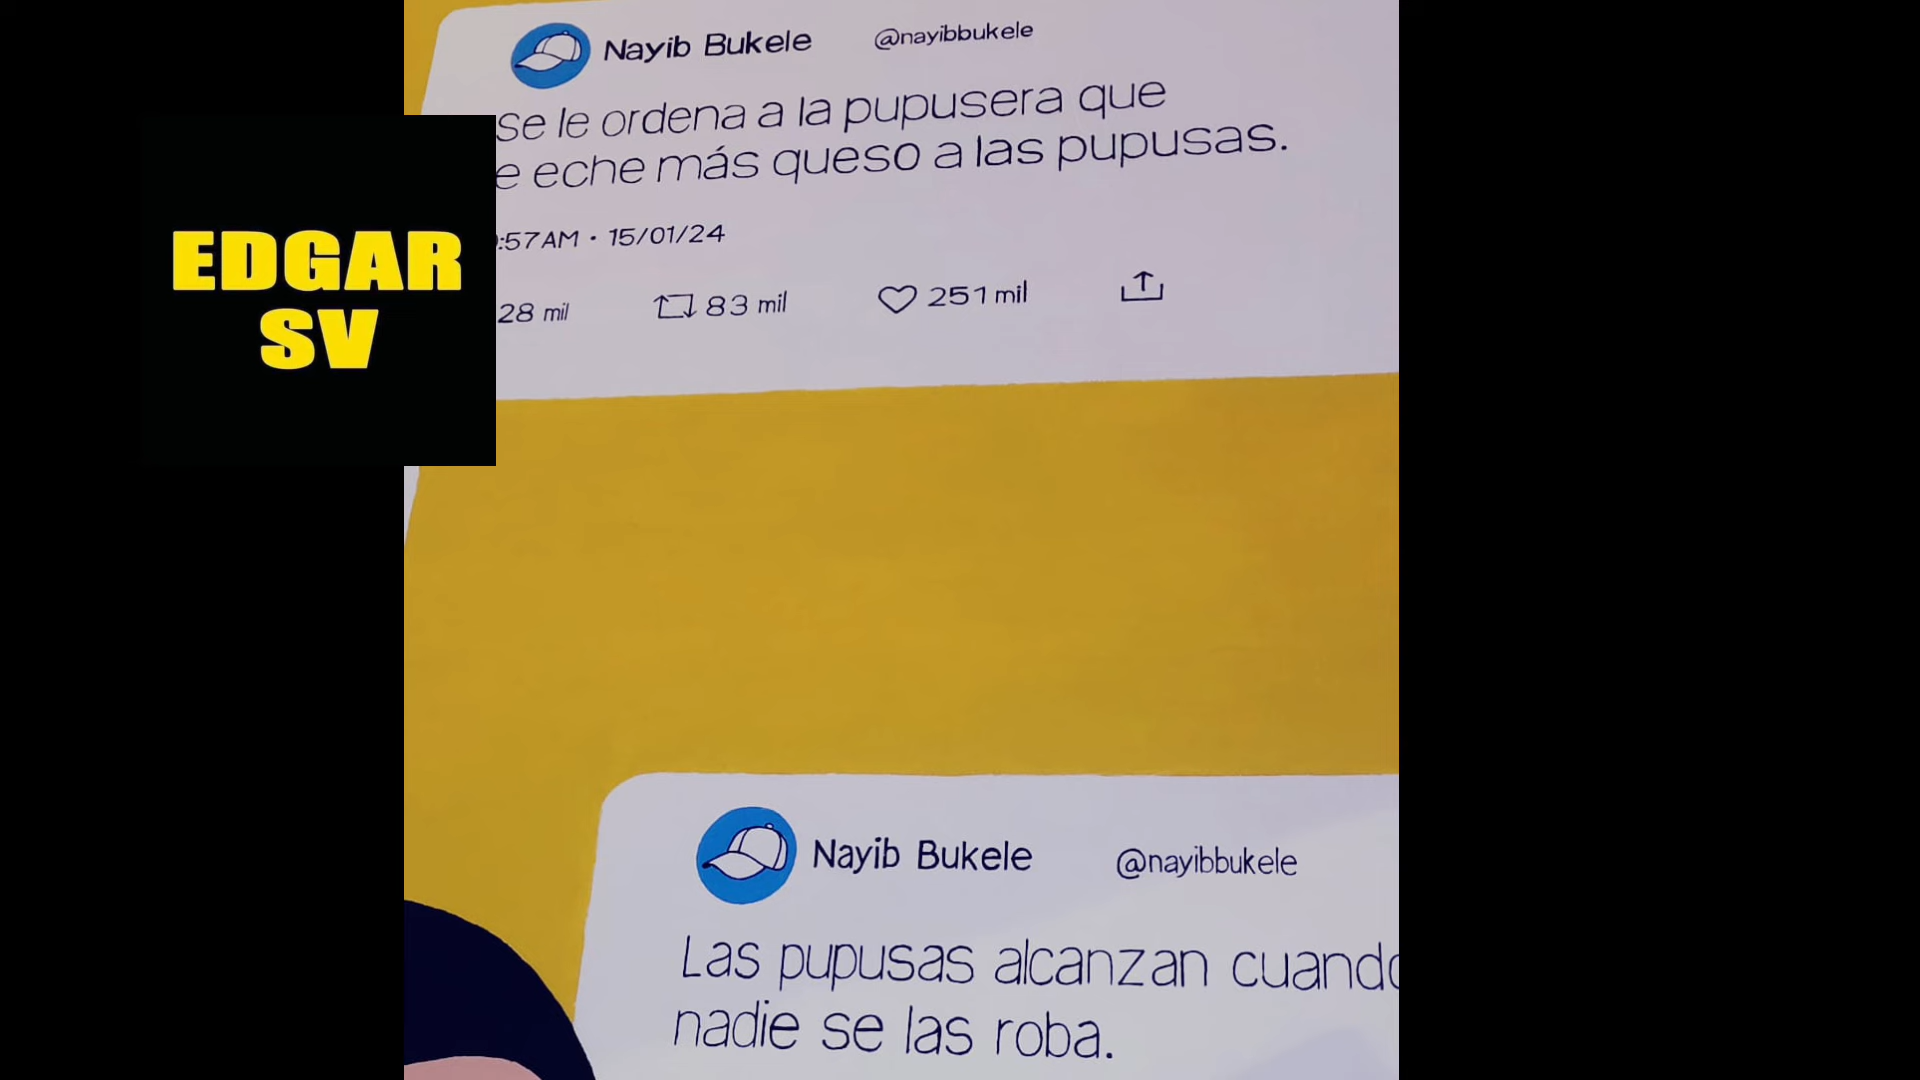 Nayib Bukele @nayibbukele
se le ordena a la pupusera que
e eche más queso a las pupusas.
:57AM · 15/01/24
28 mil 83 mil 251 mil
EDGAR
SV
Nayib Bukele @nayibbukele
Las pupusas alcanzan cuando
nadie se las roba.